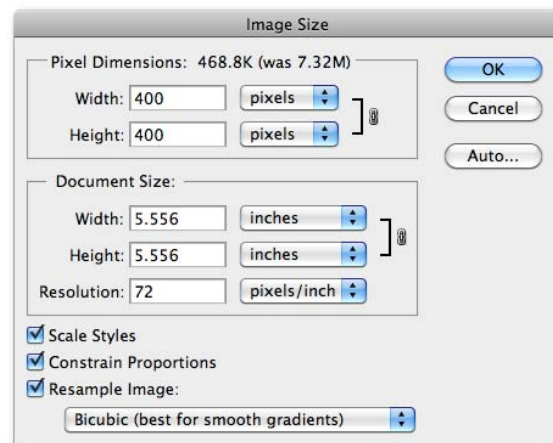 Image Size
Pixel Dimensions: 468.8K (was 7.32M)
OK
Width: 400 pixels
Cancel
Height: 400 pixels
Auto...
Document Size:
Width: 5.556 inches
Height: 5.556 inches
Resolution: 72 pixels/inch
Scale Styles
Constrain Proportions
Resample Image:
Bicubic (best for smooth gradients)